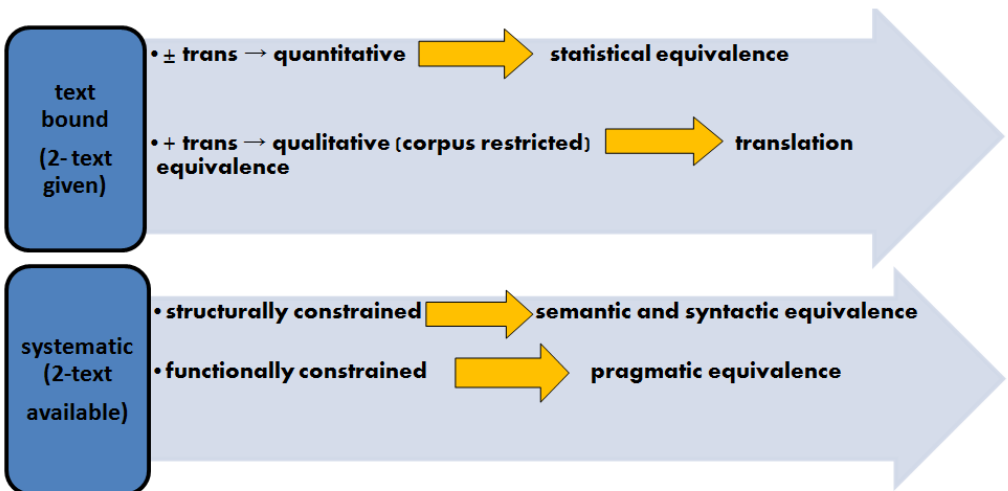 text
bound
(2- text
given)
• ± trans → quantitative statistical equivalence
• + trans → qualitative (corpus restricted) translation
equivalence
systematic
(2-text
available)
• structurally constrained semantic and syntactic equivalence
• functionally constrained pragmatic equivalence